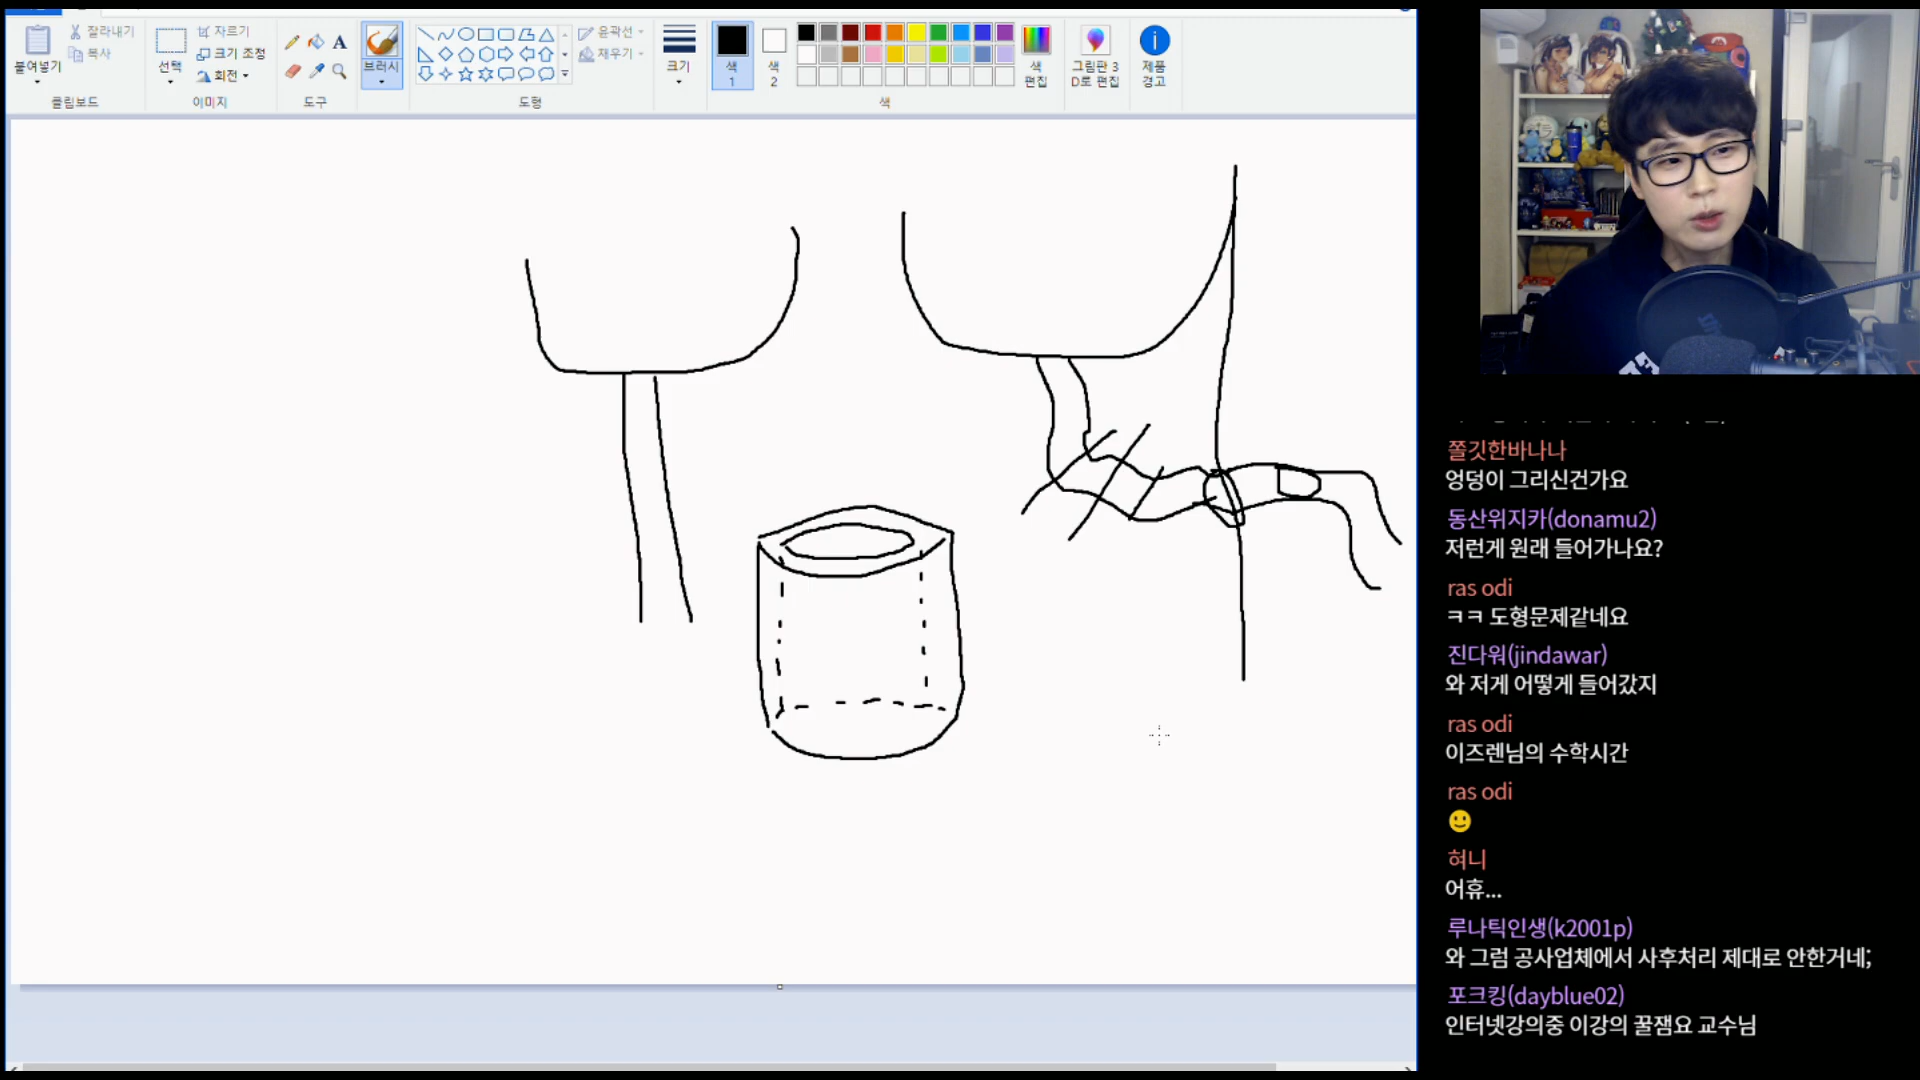 붙여넣기
잘라내기
복사
클립보드
선택
자르기
크기 조정
회전
이미지
A
도구
브러시
도형
윤곽선
채우기
크기
색
1
색
2
색
색
편집
그림판 3
D로 편집
제품
경고
쫄깃한바나나
엉덩이 그리신건가요
동산위지카(donamu2)
저런게 원래 들어가나요?
ras odi
ㅋㅋ 도형문제같네요
진다워(jindawar)
와 저게 어떻게 들어갔지
ras odi
이즈렌님의 수학시간
ras odi
혀니
어휴...
루나틱인생(k2001p)
와 그럼 공사업체에서 사후처리 제대로 안한거네;
포크킹(dayblue02)
인터넷강의중 이강의 꿀잼요 교수님